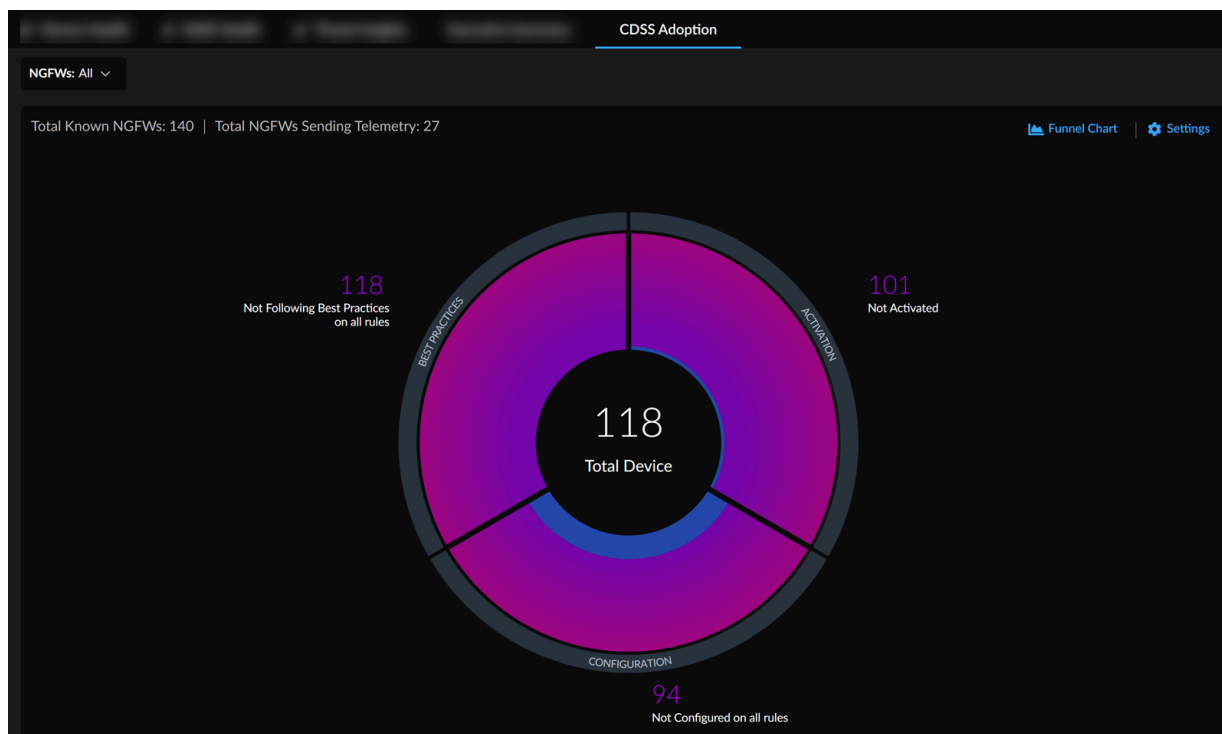 CDSS Adoption
NGFWs: All
Total Known NGFWs: 140 | Total NGFWs Sending Telemetry: 27
Funnel Chart | Settings
118
Not Following Best Practices
on all rules
101
Not Activated
BEST PRACTICES
ACTIVATION
118
Total Device
CONFIGURATION
94
Not Configured on all rules